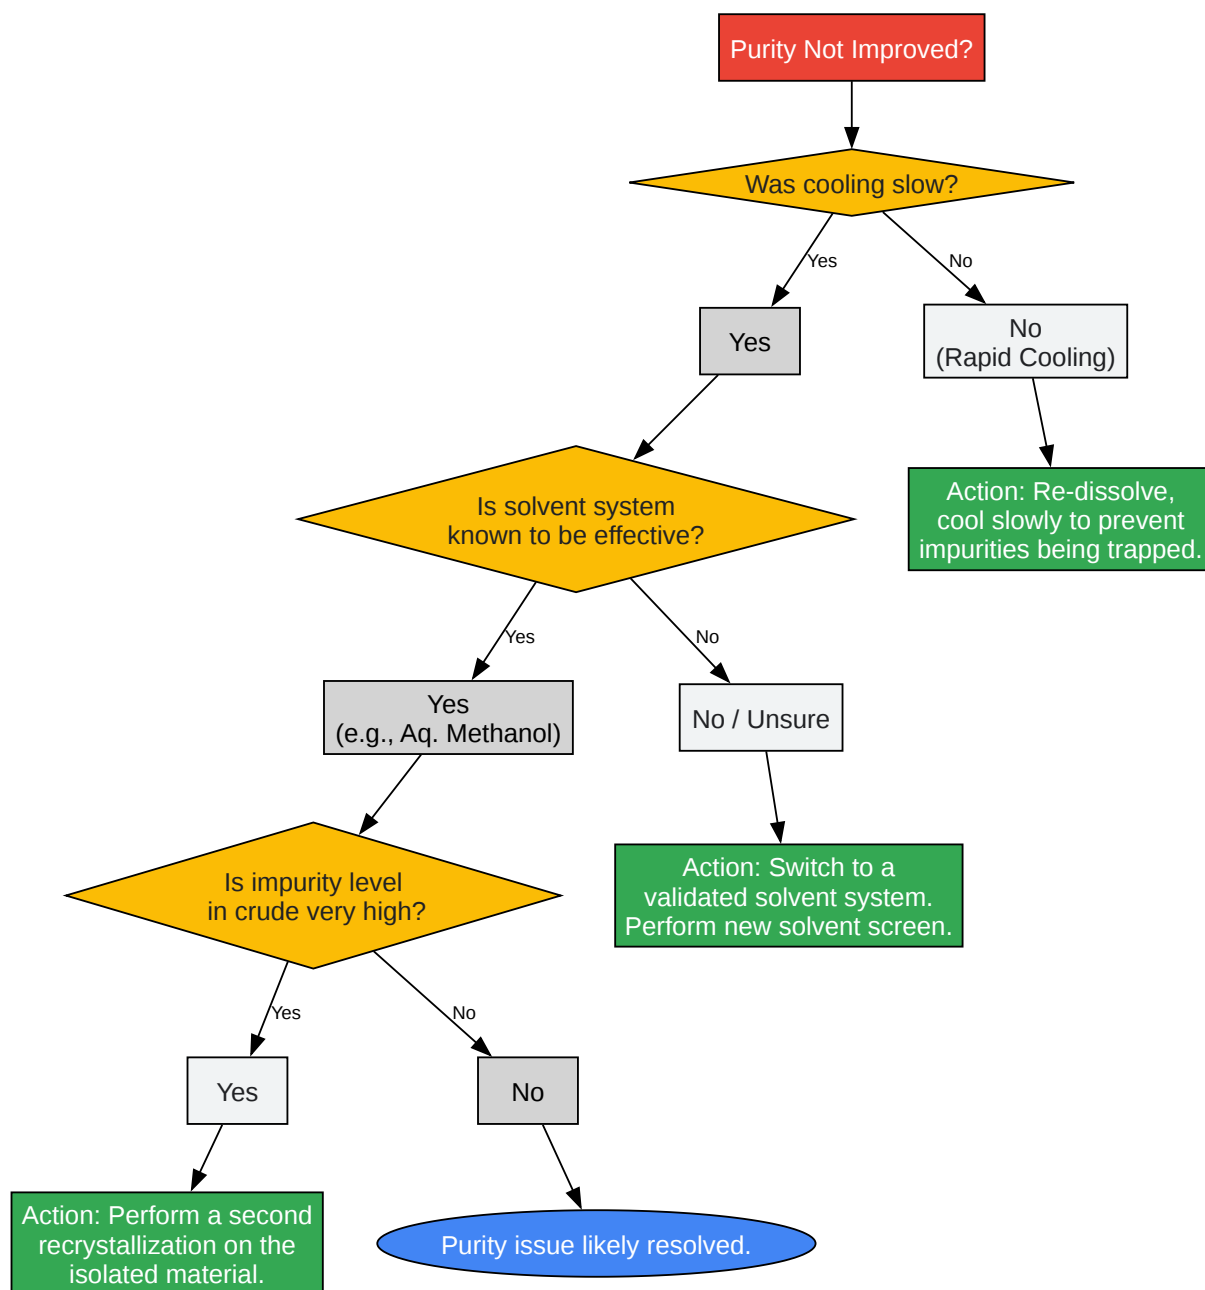 Purity Not Improved?
Was cooling slow?
Yes
No
Yes
No
(Rapid Cooling)
Is solvent system
known to be effective?
Action: Re-dissolve,
cool slowly to prevent
impurities being trapped.
Yes
No
Yes
(e.g., Aq. Methanol)
No / Unsure
Is impurity level
in crude very high?
Action: Switch to a
validated solvent system.
Perform new solvent screen.
Yes
No
Yes
No
Action: Perform a second
recrystallization on the
isolated material.
Purity issue likely resolved.